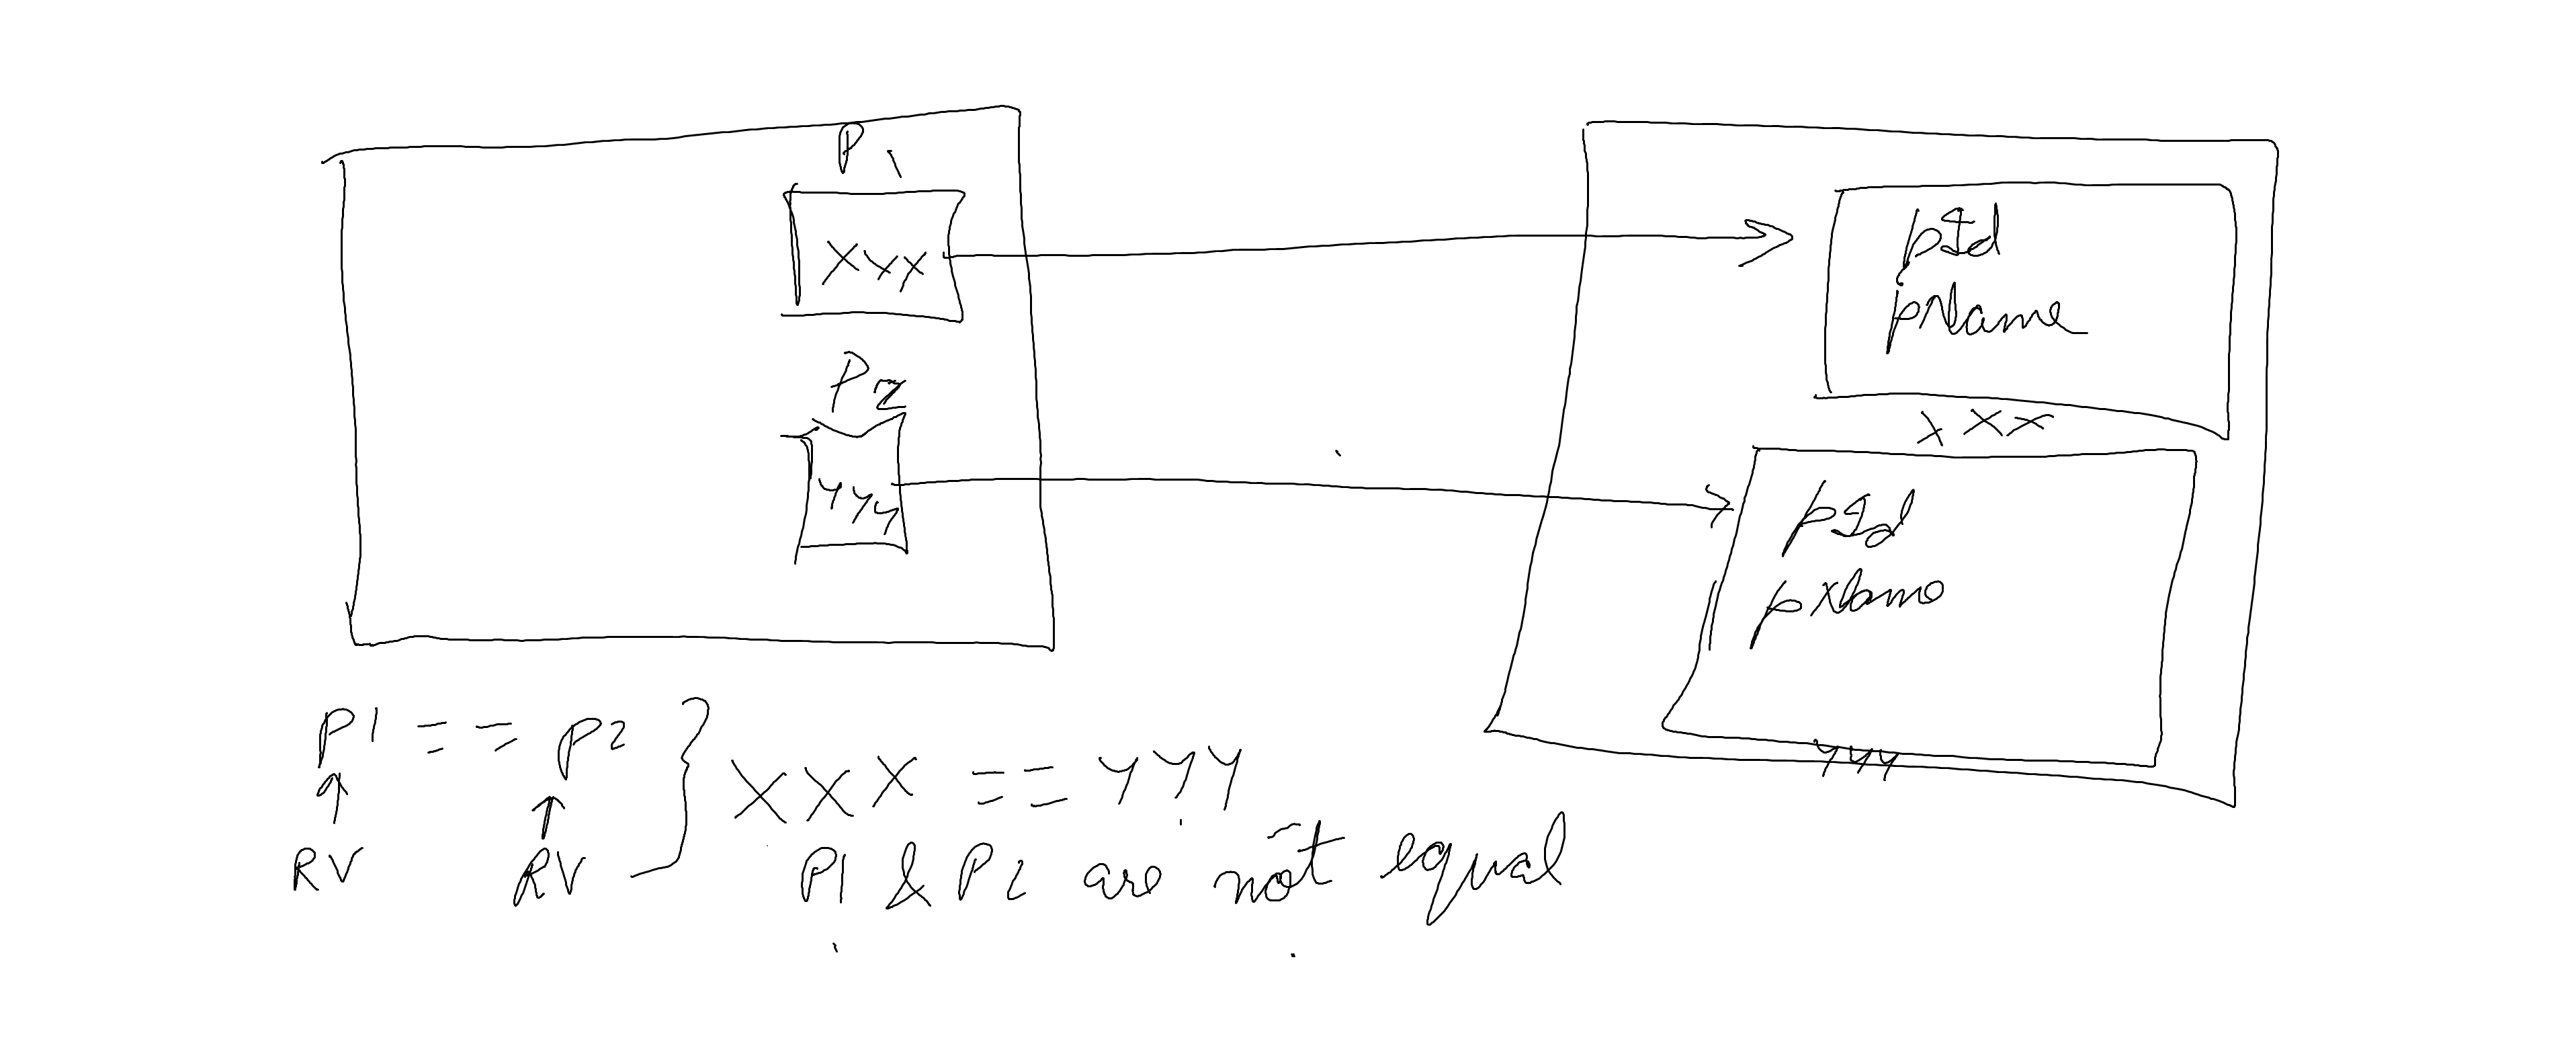 P1
XYX
pId
pName
XXX
P2
YYY
pId
pName
YYY
P1 == P2 } XXX == YYY
RV RV
P1 & P2 are not equal